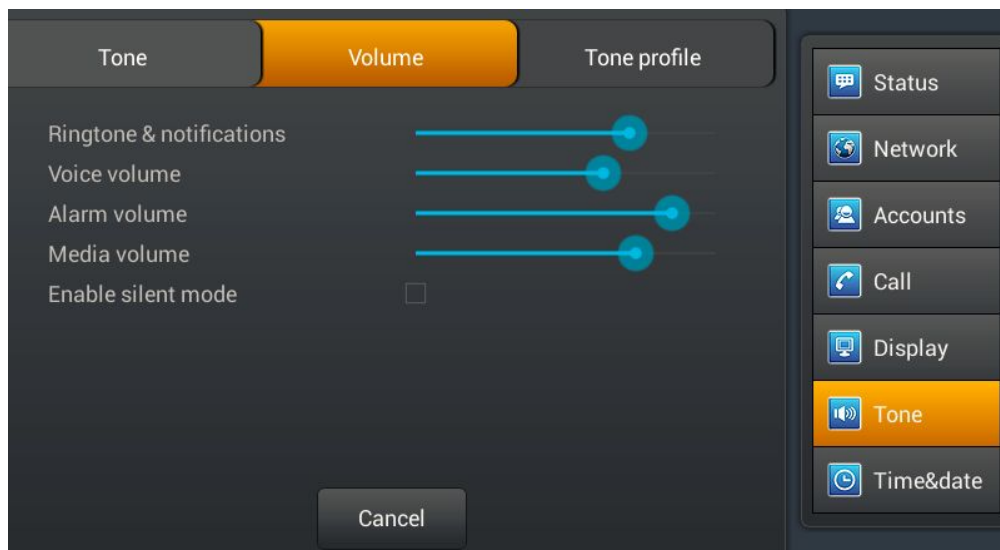 Tone
Volume
Tone profile
Ringtone & notifications
Voice volume
Alarm volume
Media volume
Enable silent mode
Cancel
Status
Network
Accounts
Call
Display
Tone
Time&date